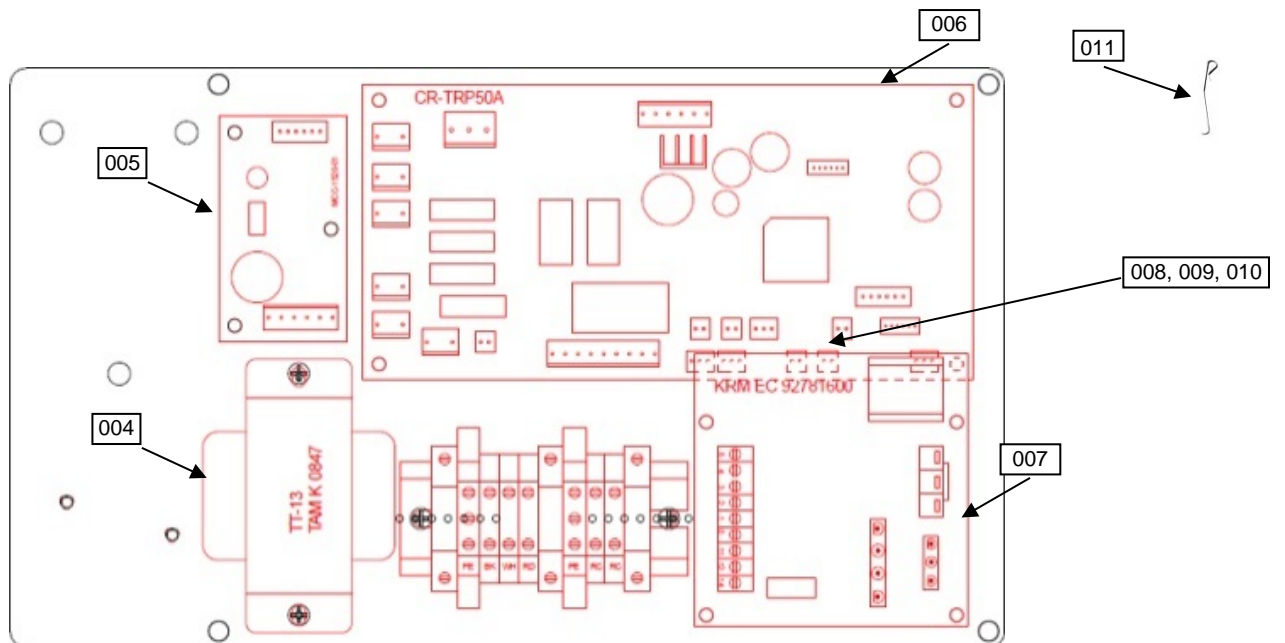 006
011
CR-TRP50A
005
008, 009, 010
KRM EC 92781600
004
007
TT-13
TAM K 0847
PE BK WH RD PE RC RC